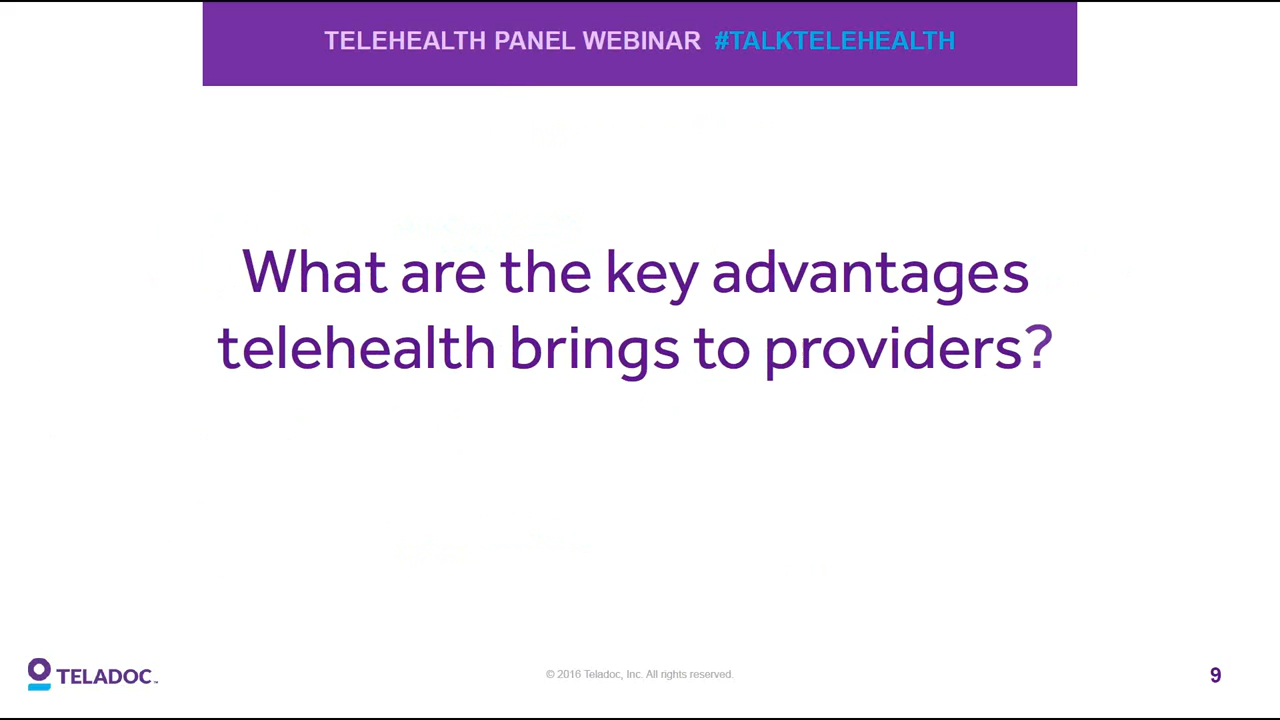 TELEHEALTH PANEL WEBINAR #TALKTELEHEALTH
What are the key advantages
telehealth brings to providers?
TELADOC™
© 2016 Teladoc, Inc. All rights reserved.
9